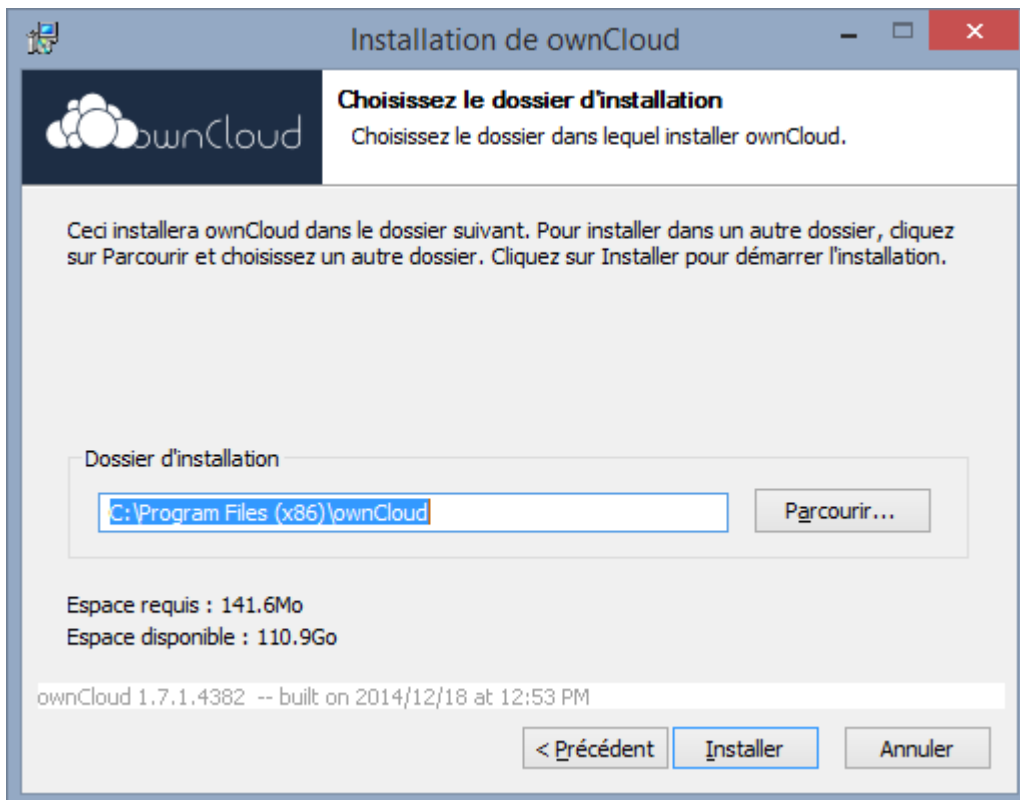 Installation de ownCloud
ownCloud
Choisissez le dossier d'installation
Choisissez le dossier dans lequel installer ownCloud.
Ceci installera ownCloud dans le dossier suivant. Pour installer dans un autre dossier, cliquez
sur Parcourir et choisissez un autre dossier. Cliquez sur Installer pour démarrer l'installation.
Dossier d'installation
C:\Program Files (x86)\ownCloud
Parcourir...
Espace requis : 141.6Mo
Espace disponible : 110.9Go
ownCloud 1.7.1.4382 -- built on 2014/12/18 at 12:53 PM
< Précédent
Installer
Annuler